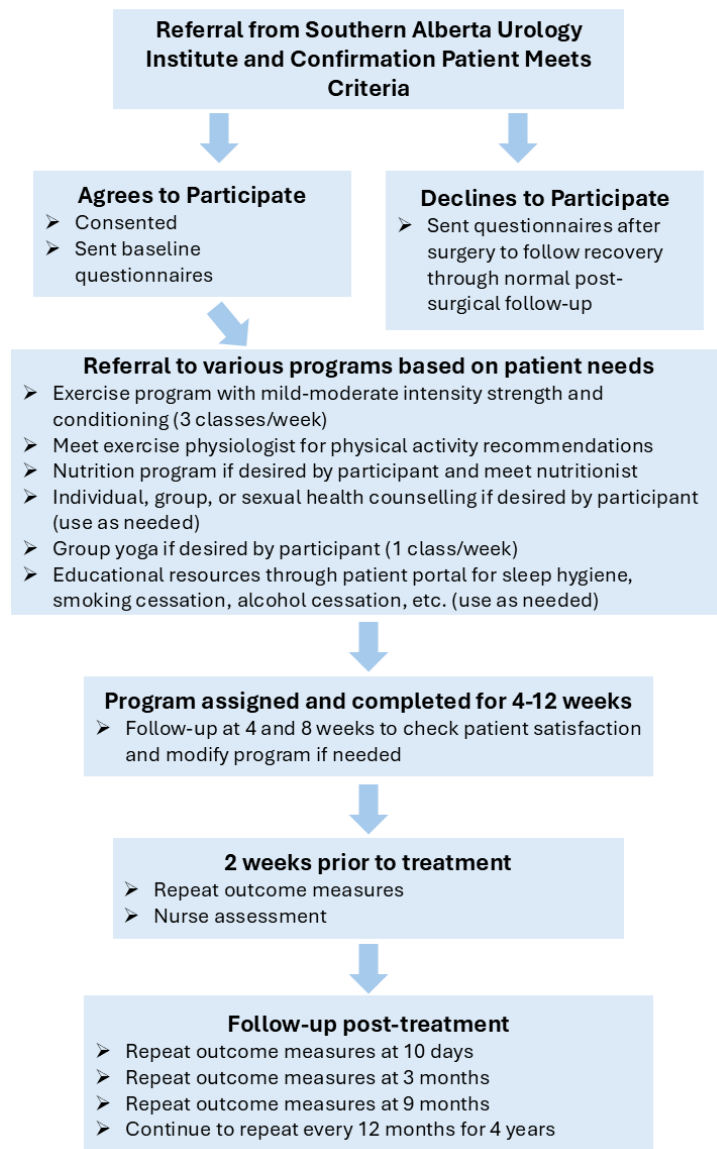 Referral from Southern Alberta Urology
Institute and Confirmation Patient Meets
Criteria
Agrees to Participate
➢ Consented
➢ Sent baseline
questionnaires
Declines to Participate
➢ Sent questionnaires after
surgery to follow recovery
through normal post-
surgical follow-up
Referral to various programs based on patient needs
➢ Exercise program with mild-moderate intensity strength and
conditioning (3 classes/week)
➢ Meet exercise physiologist for physical activity recommendations
➢ Nutrition program if desired by participant and meet nutritionist
➢ Individual, group, or sexual health counselling if desired by participant
(use as needed)
➢ Group yoga if desired by participant (1 class/week)
➢ Educational resources through patient portal for sleep hygiene,
smoking cessation, alcohol cessation, etc. (use as needed)
Program assigned and completed for 4-12 weeks
➢ Follow-up at 4 and 8 weeks to check patient satisfaction
and modify program if needed
2 weeks prior to treatment
➢ Repeat outcome measures
➢ Nurse assessment
Follow-up post-treatment
➢ Repeat outcome measures at 10 days
➢ Repeat outcome measures at 3 months
➢ Repeat outcome measures at 9 months
➢ Continue to repeat every 12 months for 4 years